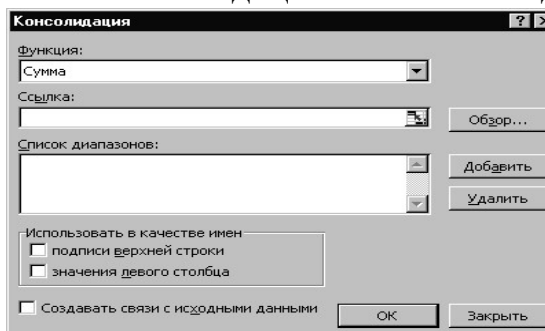 Консолидация
Функция:
Сумма
Ссылка:
Обзор...
Список диапазонов:
Добавить
Удалить
Использовать в качестве имен
подписи верхней строки
значения левого столбца
Создавать связи с исходными данными
ОК
Закрыть